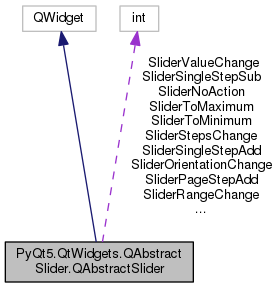 QWidget
int
SliderValueChange
SliderSingleStepSub
SliderNoAction
SliderToMaximum
SliderToMinimum
SliderStepsChange
SliderSingleStepAdd
SliderOrientationChange
SliderPageStepAdd
SliderRangeChange
...
PyQt5.QtWidgets.QAbstract
Slider.QAbstractSlider